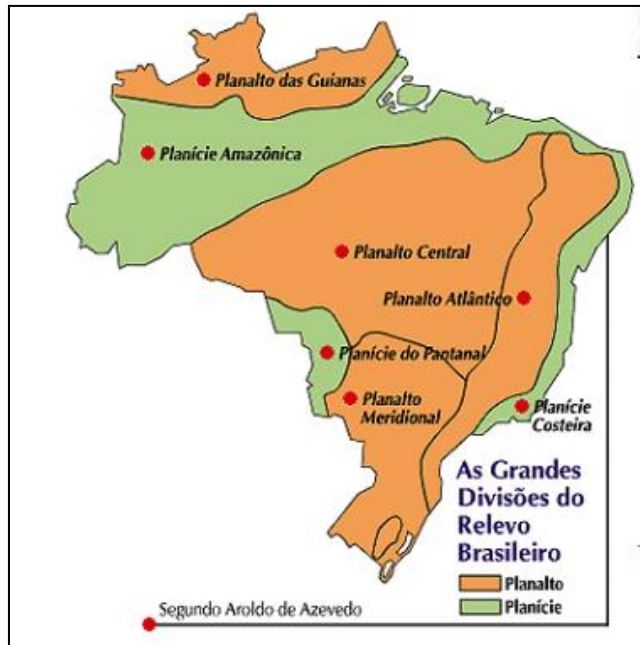 Planalto das Guianas
Planície Amazônica
Planalto Central
Planalto Atlântico
Planície do Pantanal
Planalto
Meridional
Planície
Costeira
As Grandes
Divisões do
Relevo
Brasileiro
Planalto
Planície
Segundo Aroldo de Azevedo